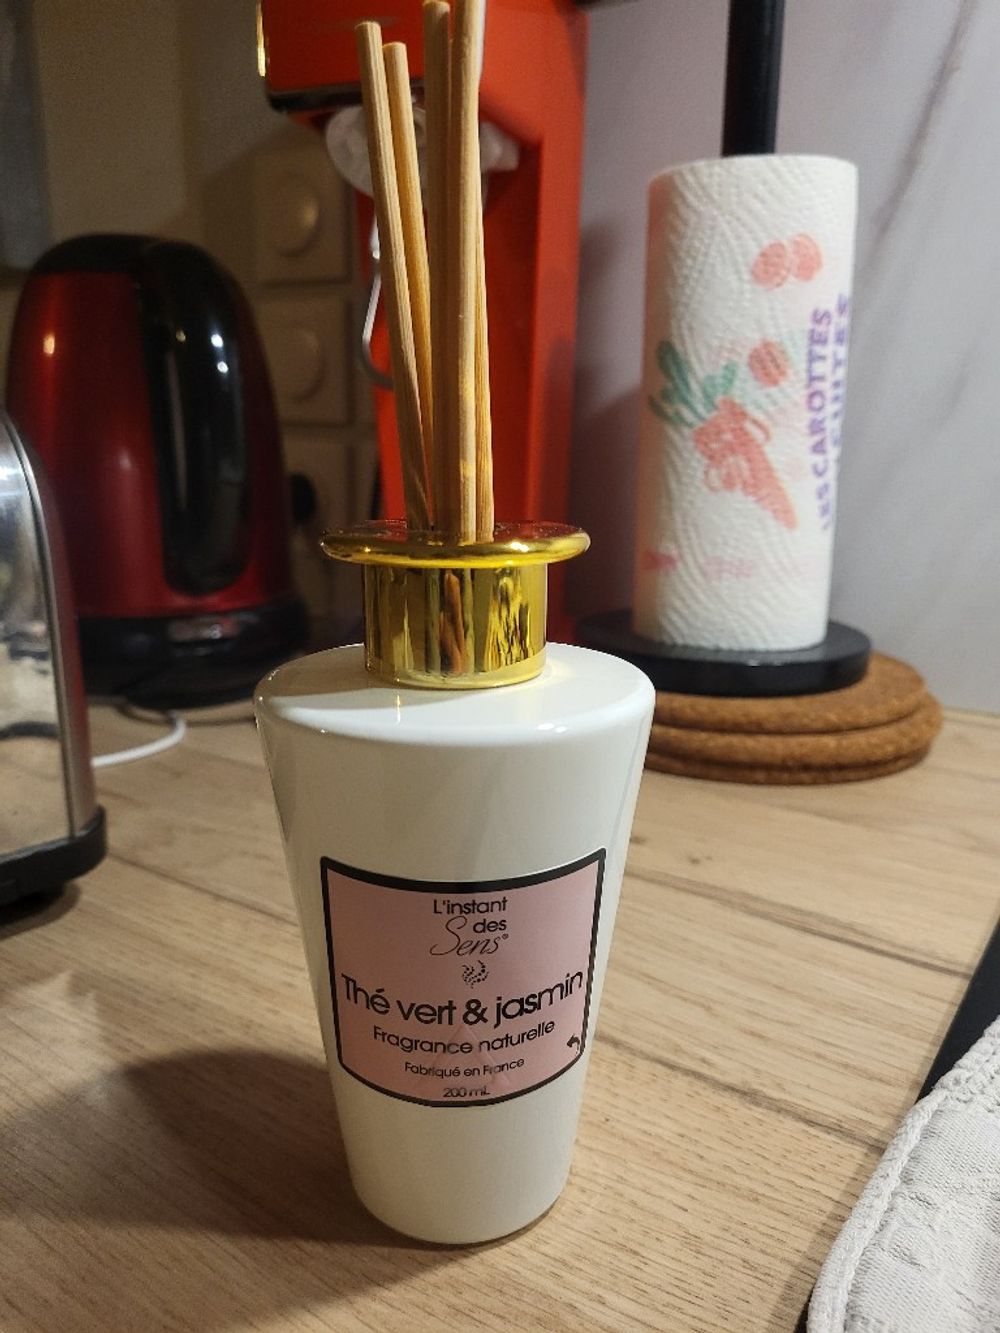 L'instant
des
Sens®
Thé vert & jasmin
Fragrance naturelle
Fabriqué en France
200 mL
LES CAROTTES